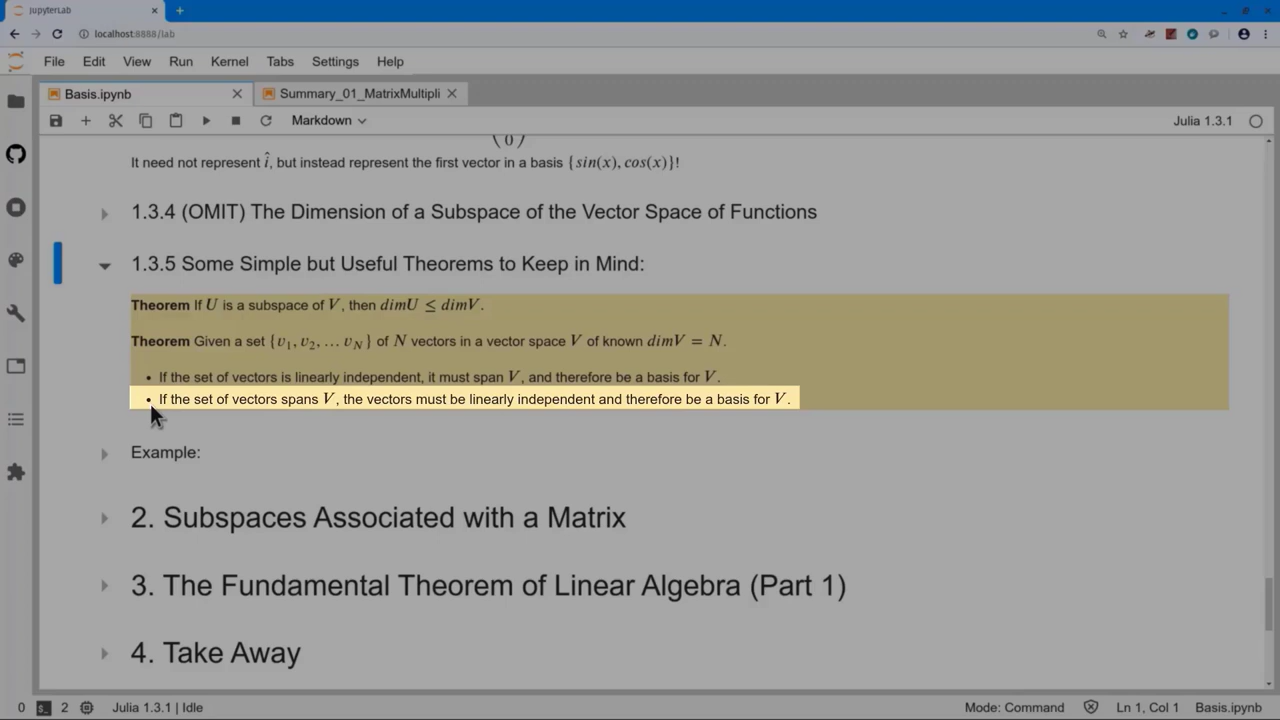 JupyterLab
localhost:8888/lab
File Edit View Run Kernel Tabs Settings Help
Basis.ipynb Summary_01_MatrixMultipli
Markdown Julia 1.3.1
( 0 )
It need not represent î, but instead represent the first vector in a basis {sin(x), cos(x)}!
1.3.4 (OMIT) The Dimension of a Subspace of the Vector Space of Functions
1.3.5 Some Simple but Useful Theorems to Keep in Mind:
Theorem If U is a subspace of V, then dimU ≤ dimV.
Theorem Given a set {v₁, v₂, … v_N} of N vectors in a vector space V of known dimV = N.
• If the set of vectors is linearly independent, it must span V, and therefore be a basis for V.
• If the set of vectors spans V, the vectors must be linearly independent and therefore be a basis for V.
Example:
2. Subspaces Associated with a Matrix
3. The Fundamental Theorem of Linear Algebra (Part 1)
4. Take Away
0 2 Julia 1.3.1 | Idle Mode: Command Ln 1, Col 1 Basis.ipynb